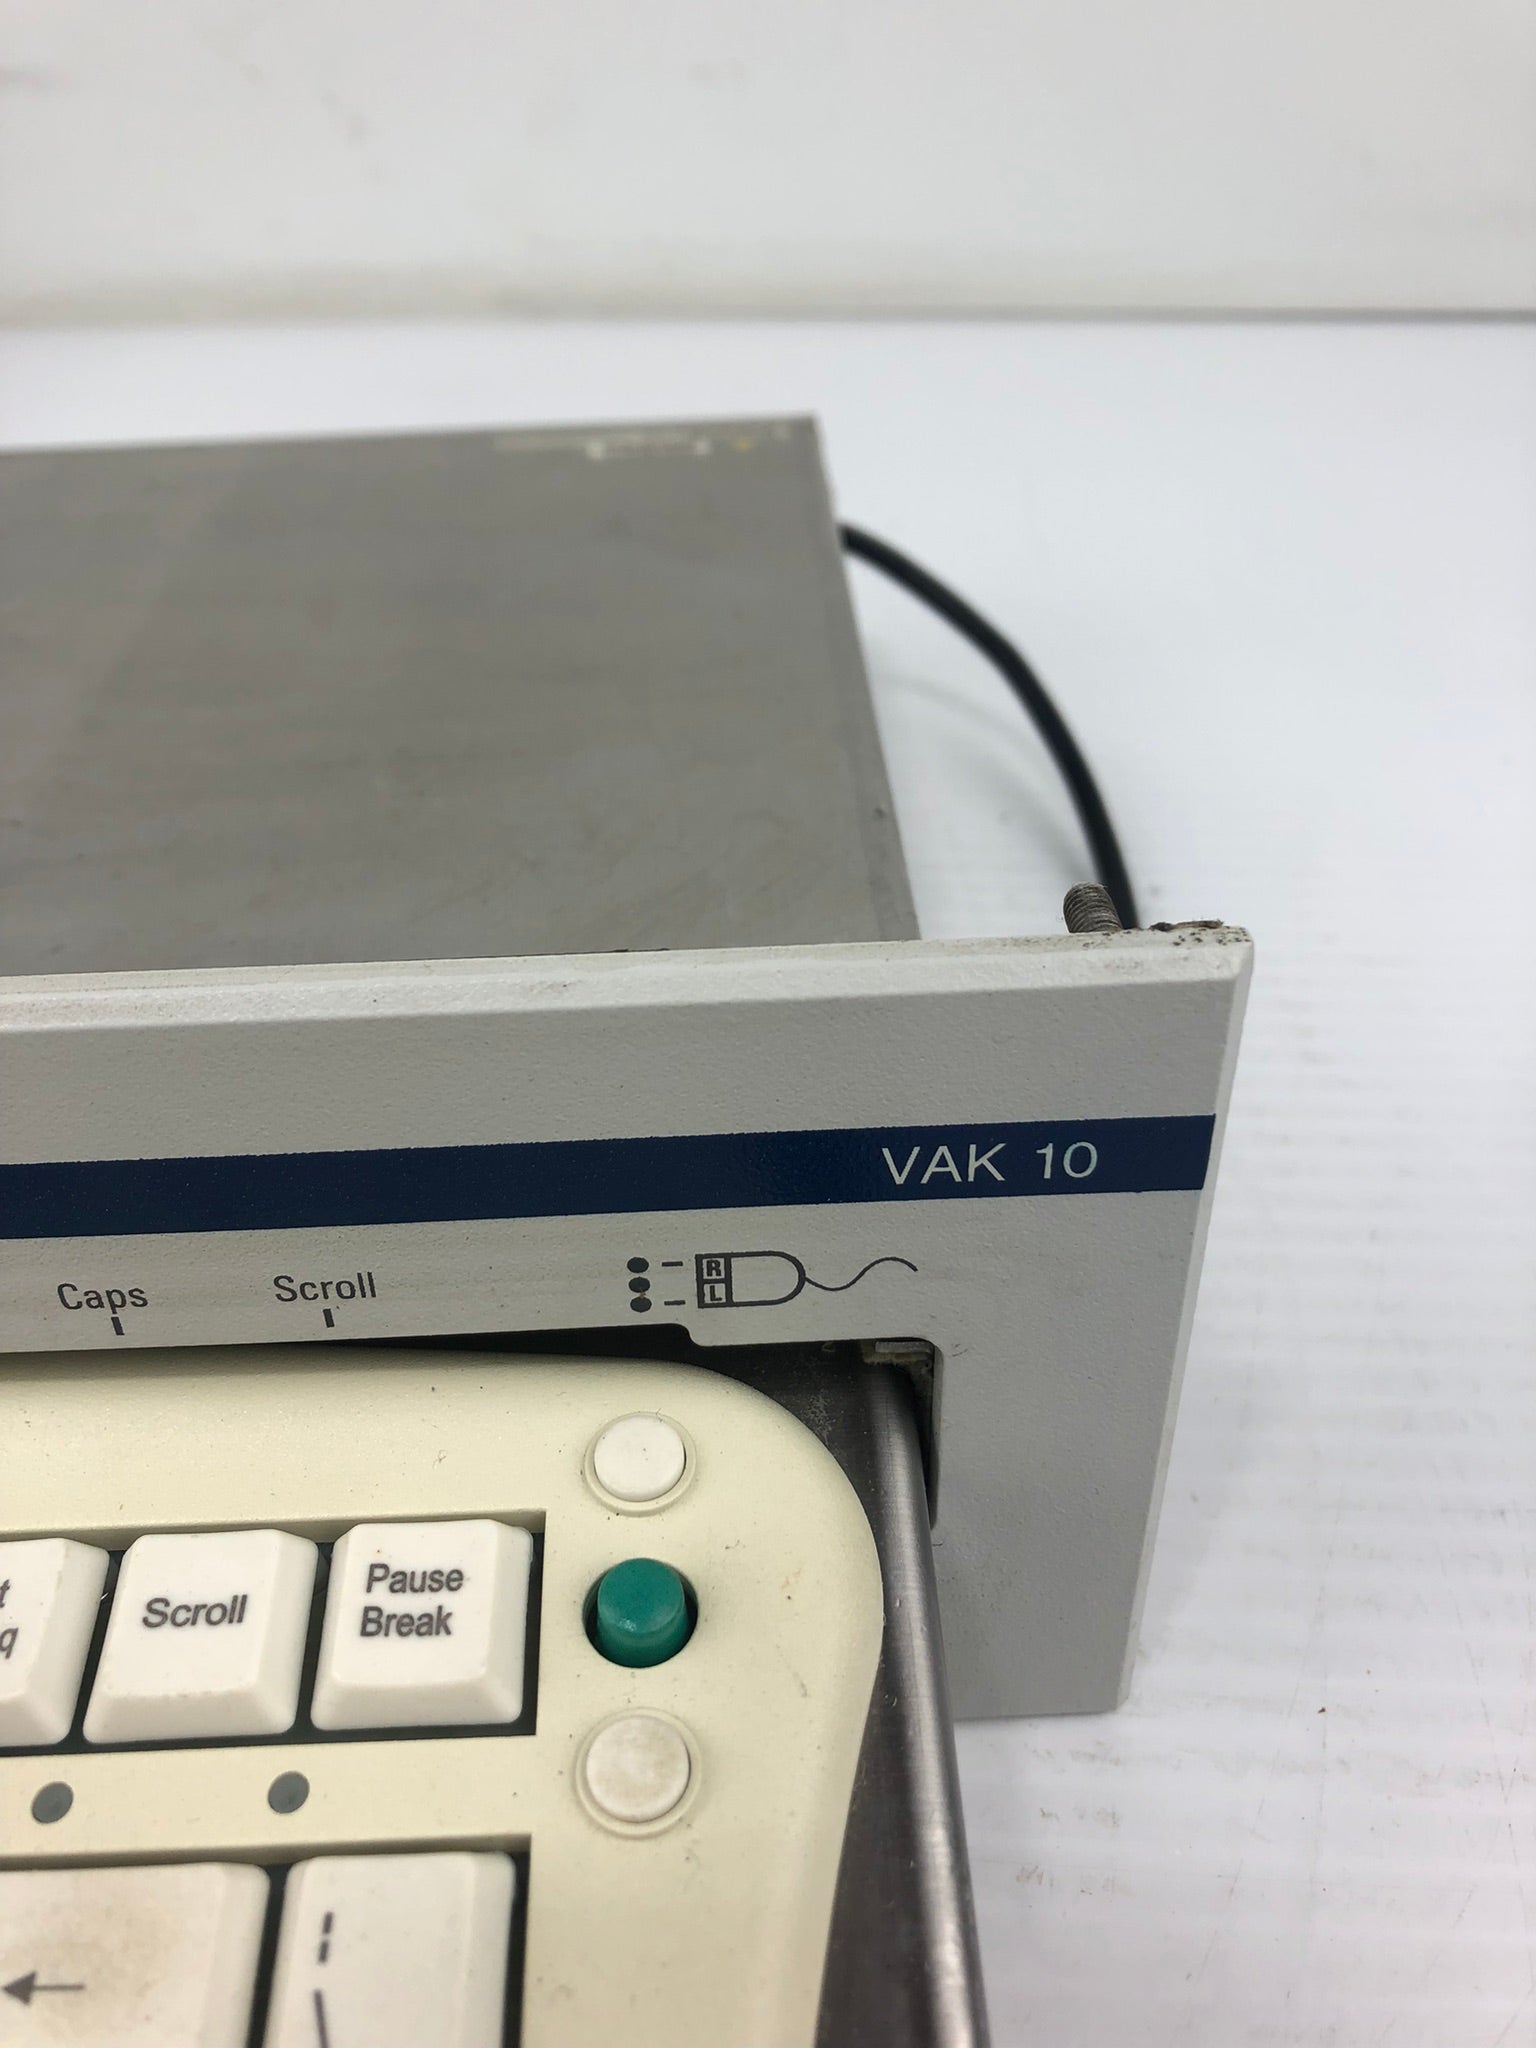 VAK 10
Caps Scroll
R
L
t
q
Scroll
Pause
Break
←
¦
\